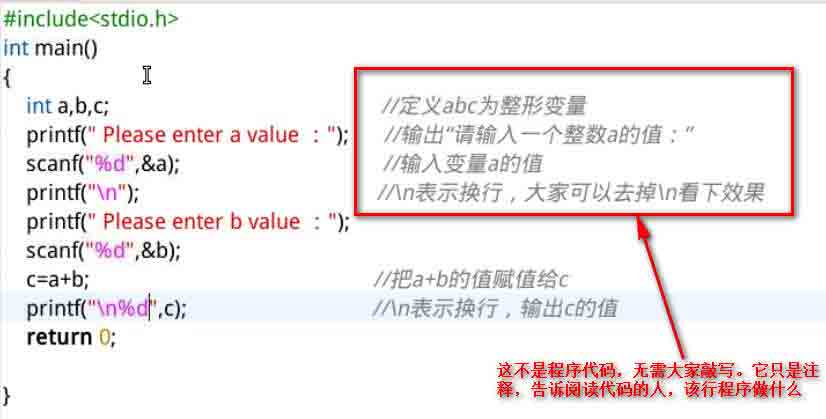 #include<stdio.h>
int main()
{
int a,b,c; //定义abc为整形变量
printf(" Please enter a value ："); //输出“请输入一个整数a的值：”
scanf("%d",&a); //输入变量a的值
printf("\n"); //\n表示换行，大家可以去掉\n看下效果
printf(" Please enter b value ：");
scanf("%d",&b);
c=a+b; //把a+b的值赋值给c
printf("\n%d",c); //\n表示换行，输出c的值
return 0;
}
这不是程序代码，无需大家敲写。它只是注
释，告诉阅读代码的人，该行程序做什么